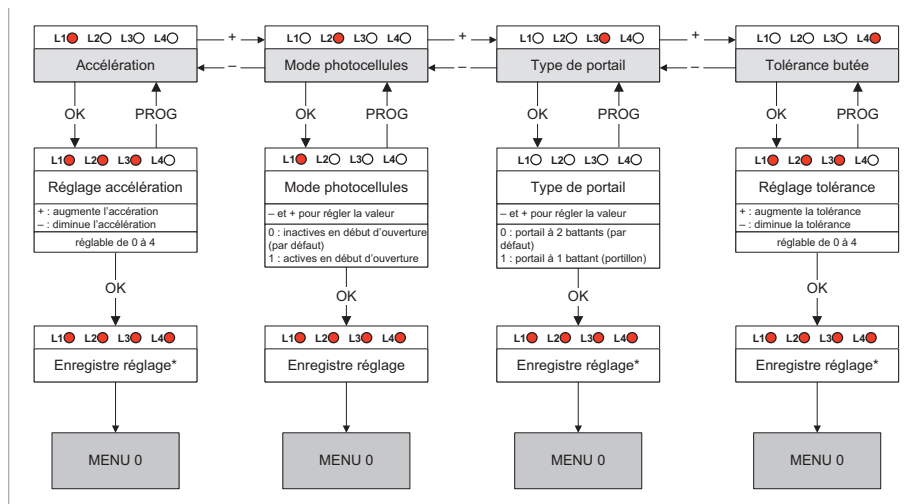 L1 L2 L3 L4
+
L1 L2 L3 L4
+
L1 L2 L3 L4
+
L1 L2 L3 L4
Accélération
–
Mode photocellules
–
Type de portail
–
Tolérance butée
OK PROG
OK PROG
OK PROG
OK PROG
L1 L2 L3 L4
Réglage accélération
+ : augmente l'accération
– : diminue l'accélération
réglable de 0 à 4
L1 L2 L3 L4
Mode photocellules
– et + pour régler la valeur
0 : inactives en début d'ouverture
(par défaut)
1 : actives en début d'ouverture
L1 L2 L3 L4
Type de portail
– et + pour régler la valeur
0 : portail à 2 battants (par
défaut)
1 : portail à 1 battant (portillon)
L1 L2 L3 L4
Réglage tolérance
+ : augmente la tolérance
– : diminue la tolérance
réglable de 0 à 4
OK
OK
OK
OK
L1 L2 L3 L4
Enregistre réglage*
L1 L2 L3 L4
Enregistre réglage
L1 L2 L3 L4
Enregistre réglage*
L1 L2 L3 L4
Enregistre réglage*
MENU 0
MENU 0
MENU 0
MENU 0